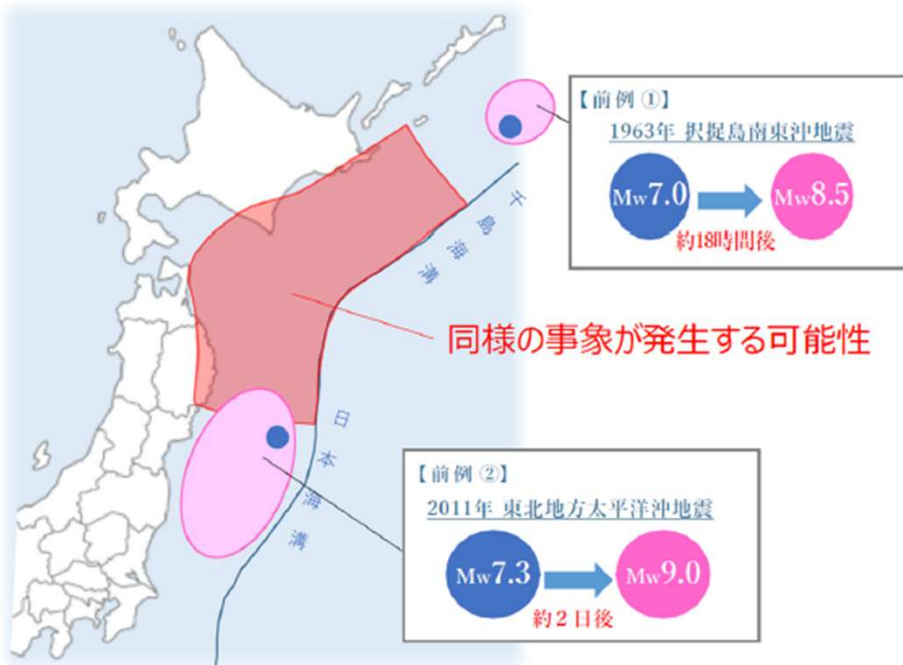 【前例①】
1963年 択捉島南東沖地震
Mw7.0
Mw8.5
約18時間後
千島海溝
同様の事象が発生する可能性
日本海溝
【前例②】
2011年 東北地方太平洋沖地震
Mw7.3
Mw9.0
約2日後